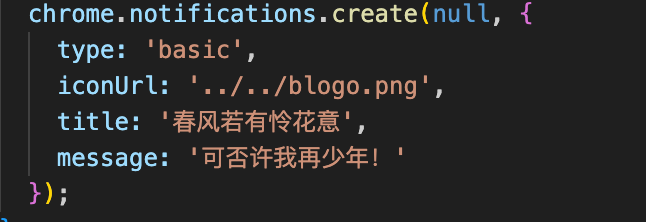 chrome.notifications.create(null, {
type: 'basic',
iconUrl: '../../blogo.png',
title: '春风若有怜花意',
message: '可否许我再少年！'
});